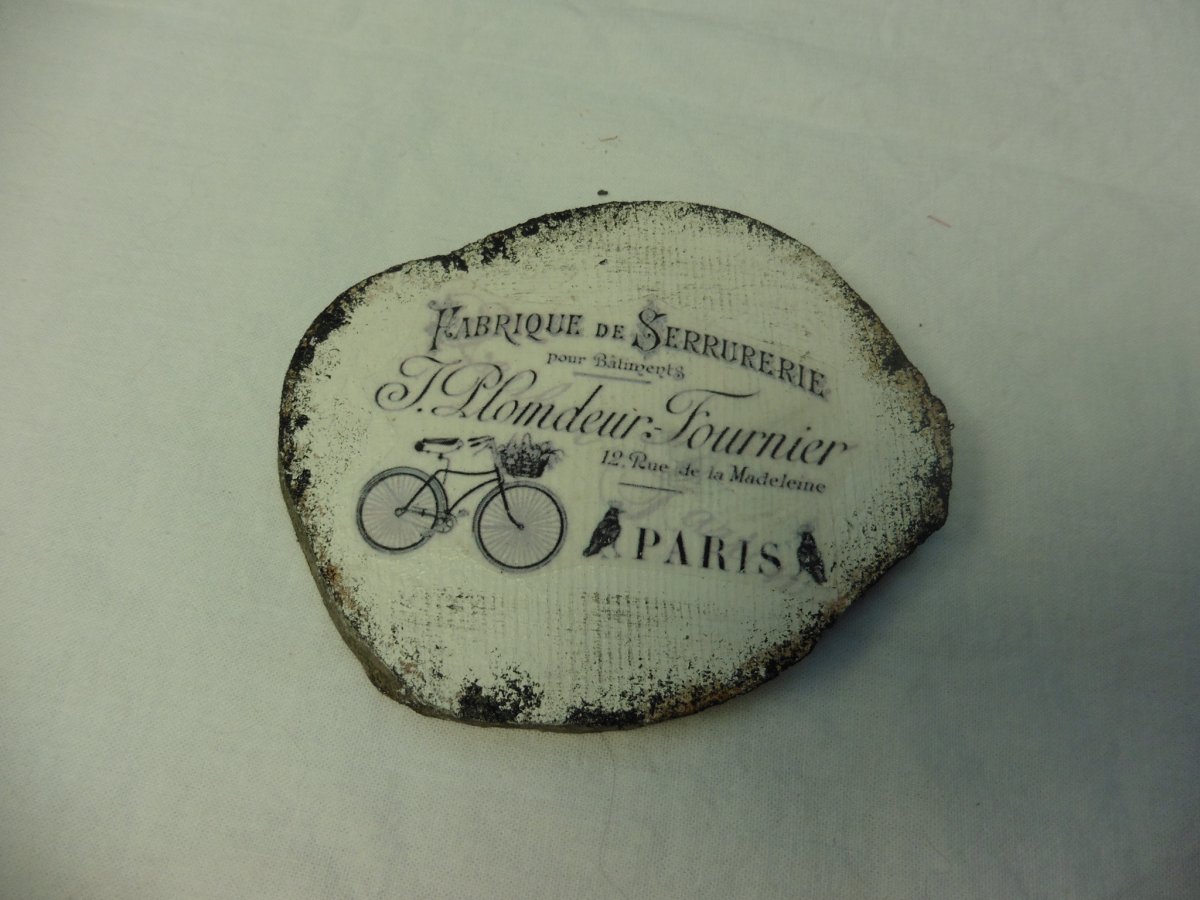 FABRIQUE DE SERRURERIE
pour Bâtiments
J. Plomdeur-Fournier
12, Rue de la Madeleine
PARIS